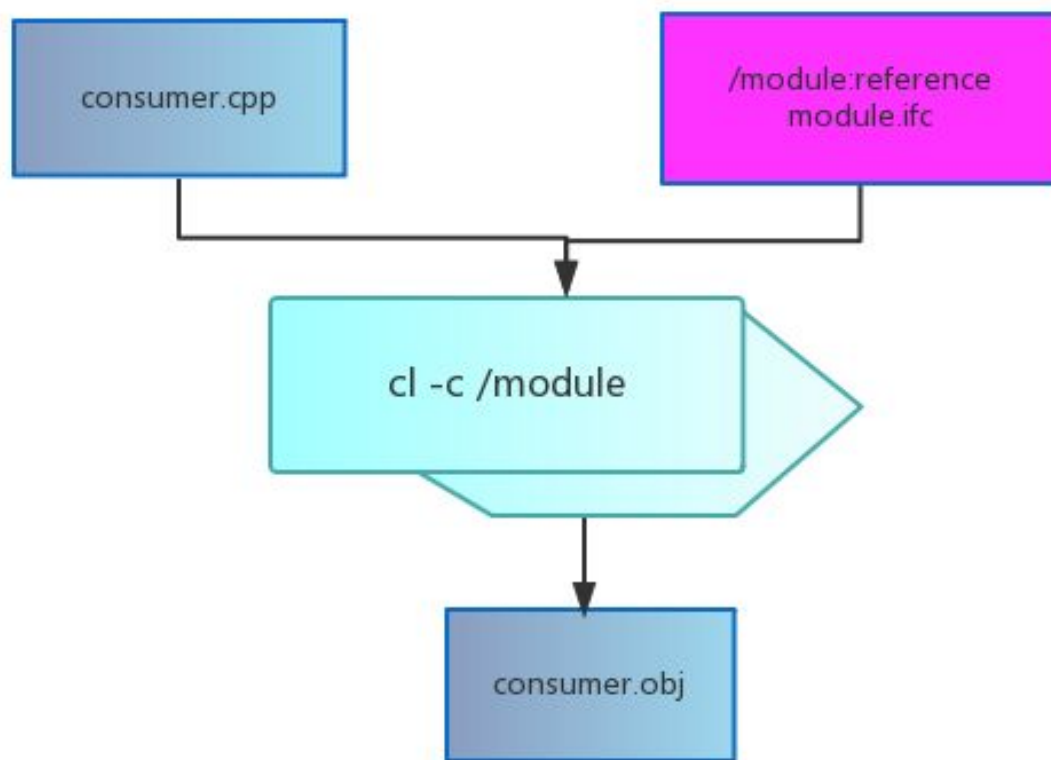 consumer.cpp
/module:reference
module.ifc
cl -c /module
consumer.obj